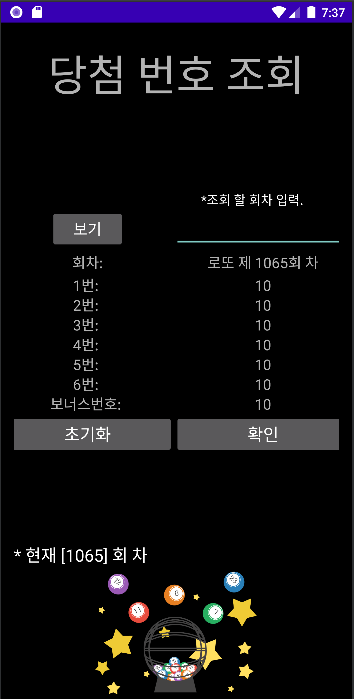 7:37
당첨 번호 조회
*조회 할 회차 입력.
보기
회차: 로또 제 1065회 차
1번: 10
2번: 10
3번: 10
4번: 10
5번: 10
6번: 10
보너스번호: 10
초기화 확인
* 현재 [1065] 회 차